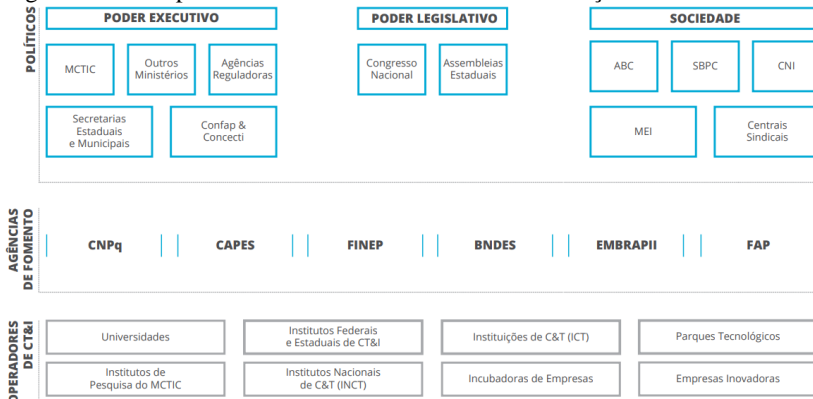 POLÍTICOS
PODER EXECUTIVO
PODER LEGISLATIVO
SOCIEDADE
MCTIC
Outros
Ministérios
Agências
Reguladoras
Congresso
Nacional
Assembleias
Estaduais
ABC
SBPC
CNI
Secretarias
Estaduais
e Municipais
Confap &
Concecti
MEI
Centrais
Sindicais
AGÊNCIAS
DE FOMENTO
CNPq
CAPES
FINEP
BNDES
EMBRAPII
FAP
OPERADORES
DE CT&I
Universidades
Institutos Federais
e Estaduais de CT&I
Instituições de C&T (ICT)
Parques Tecnológicos
Institutos de
Pesquisa do MCTIC
Institutos Nacionais
de C&T (INCT)
Incubadoras de Empresas
Empresas Inovadoras